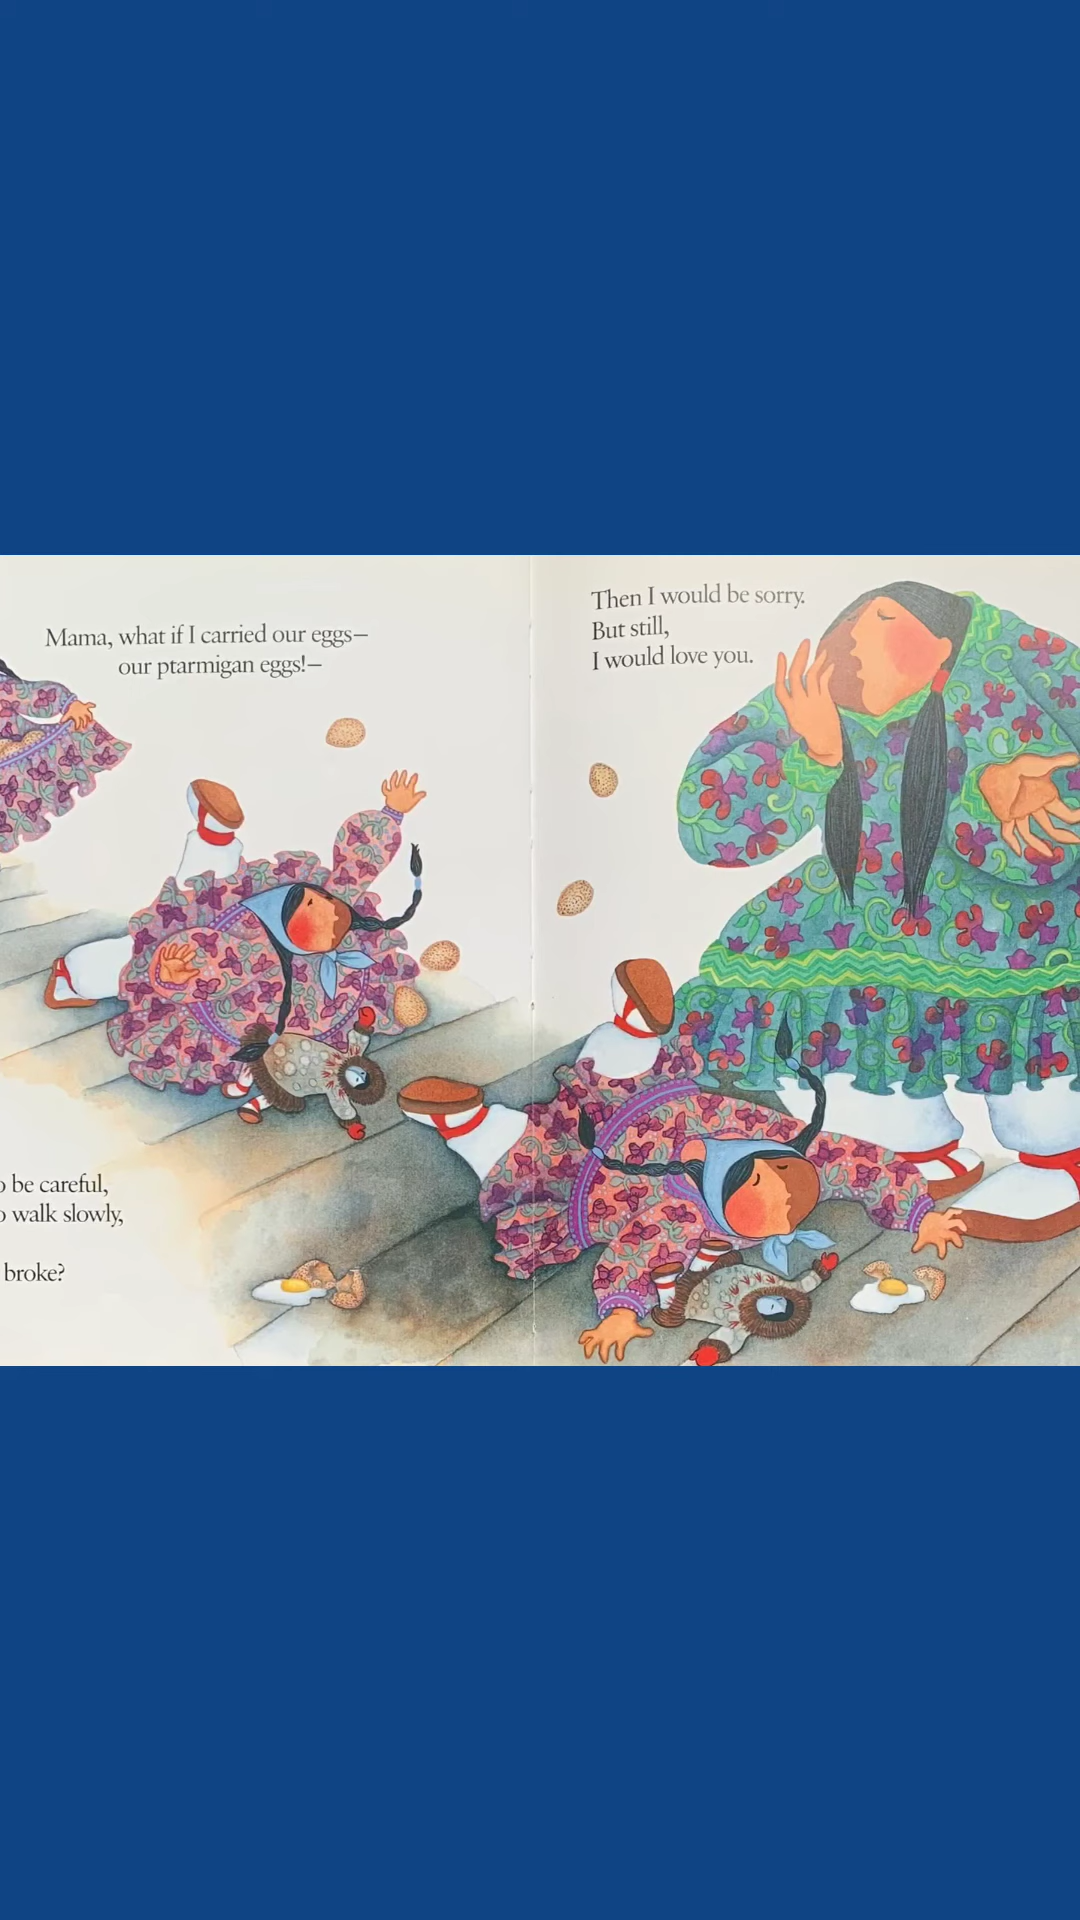 Mama, what if I carried our eggs—
our ptarmigan eggs!—
be careful,
walk slowly,
broke?
Then I would be sorry.
But still,
I would love you.